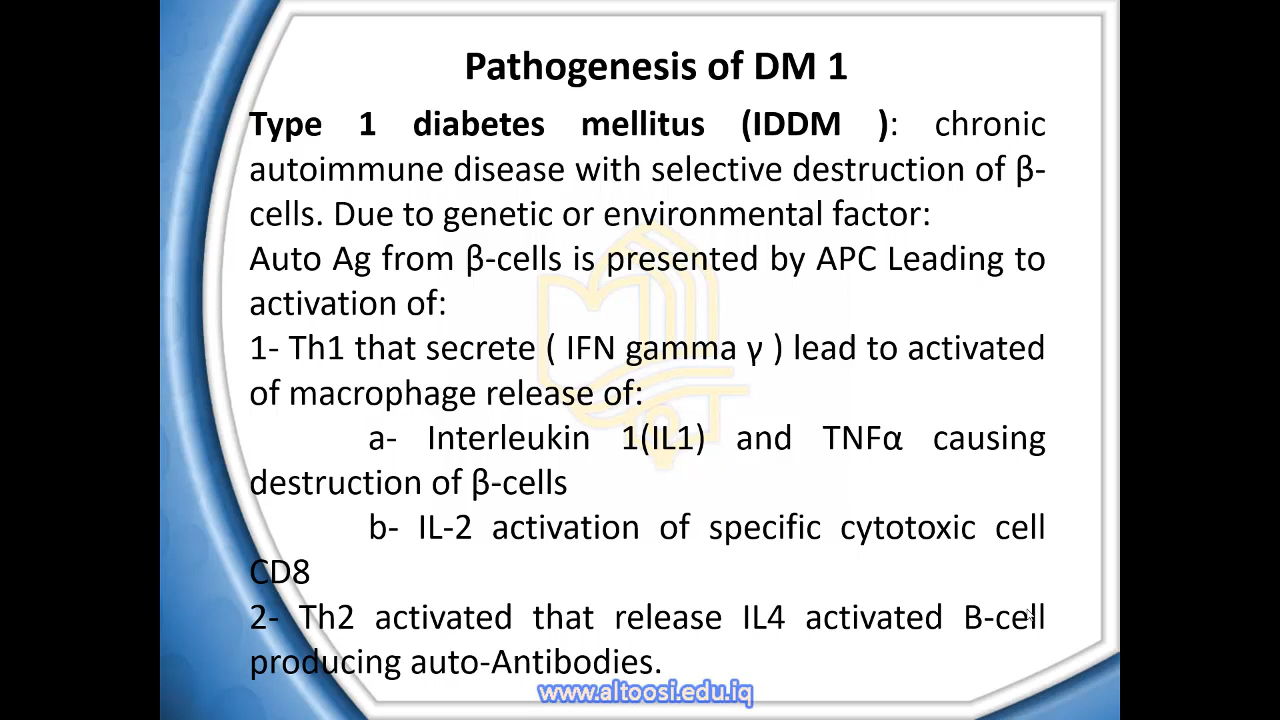 Pathogenesis of DM 1
Type 1 diabetes mellitus (IDDM ): chronic
autoimmune disease with selective destruction of β-
cells. Due to genetic or environmental factor:
Auto Ag from β-cells is presented by APC Leading to
activation of:
1- Th1 that secrete ( IFN gamma γ ) lead to activated
of macrophage release of:
a- Interleukin 1(IL1) and TNFα causing
destruction of β-cells
b- IL-2 activation of specific cytotoxic cell
CD8
2- Th2 activated that release IL4 activated B-cell
producing auto-Antibodies.
www.altoosi.edu.iq